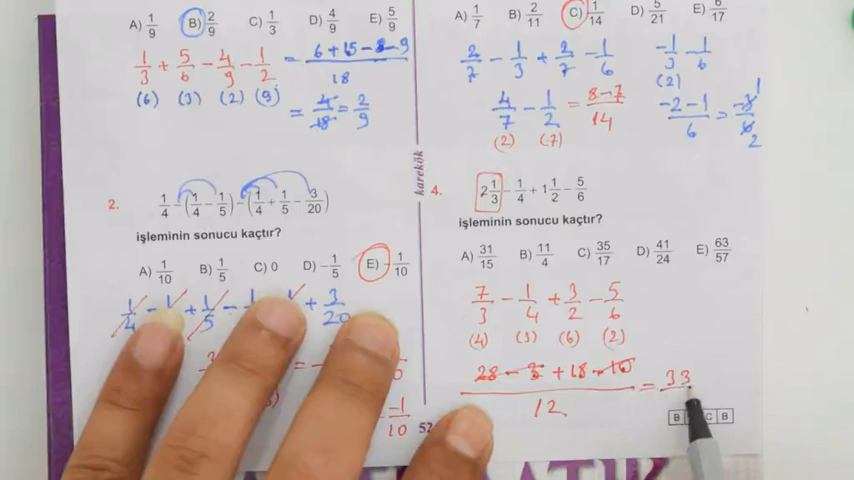 A) 1/9 B) 2/9 C) 1/3 D) 4/9 E) 5/9
1/3 + 5/6 - 4/9 - 1/2 = 6+15-8-9/18
(6) (3) (2) (9)
= 4/18 = 2/9
2. 1/4 - (1/4 - 1/5) - (1/4 + 1/5 - 3/20)
işleminin sonucu kaçtır?
A) 1/10 B) 1/5 C) 0 D) -1/5 E) -1/10
+ 3/20
-1/10
52
karekök
A) 1/7 B) 2/11 C) 1/14 D) 5/21 E) 6/17
2/7 - 1/3 + 2/7 - 1/6
4/7 - 1/2 = 8-7/14
(2) (7)
-1/3 - 1/6
(2)
-2-1/6 = -3/6 1 2
4. 2 1/3 - 1/4 + 1 1/2 - 5/6
işleminin sonucu kaçtır?
A) 31/15 B) 11/4 C) 35/17 D) 41/24 E) 63/57
7/3 - 1/4 + 3/2 - 5/6
(4) (3) (6) (2)
28-3+18-10/12 = 33
B C B